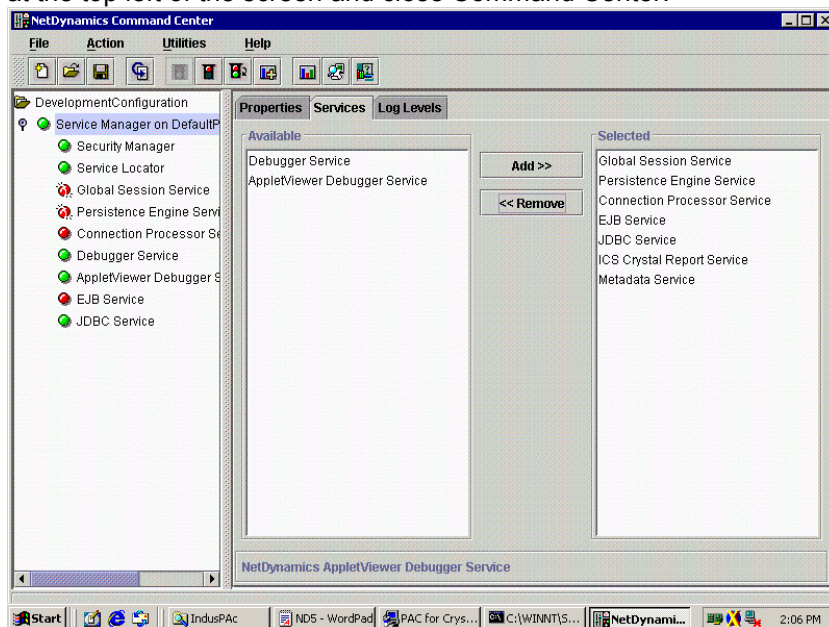 at the top left of the screen and close Command Center.
NetDynamics Command Center
File Action Utilities Help
DevelopmentConfiguration
Service Manager on DefaultP
Security Manager
Service Locator
Global Session Service
Persistence Engine Servi
Connection Processor Se
Debugger Service
AppletViewer Debugger S
EJB Service
JDBC Service
Properties Services Log Levels
Available
Debugger Service
AppletViewer Debugger Service
Add >>
<< Remove
Selected
Global Session Service
Persistence Engine Service
Connection Processor Service
EJB Service
JDBC Service
ICS Crystal Report Service
Metadata Service
NetDynamics AppletViewer Debugger Service
Start IndusPAc ND5 - WordPad PAC for Crys... C:\WINNT\S... NetDynami... 2:06 PM